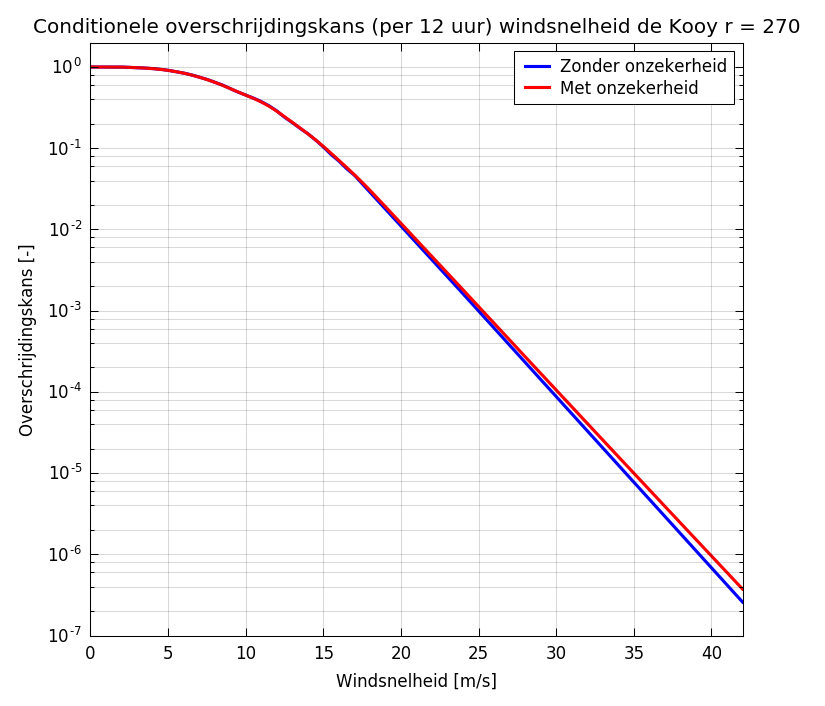 Conditionele overschrijdingskans (per 12 uur) windsnelheid de Kooy r = 270
Zonder onzekerheid
Met onzekerheid
Overschrijdingskans [-]
10^0
10^-1
10^-2
10^-3
10^-4
10^-5
10^-6
10^-7
0 5 10 15 20 25 30 35 40
Windsnelheid [m/s]